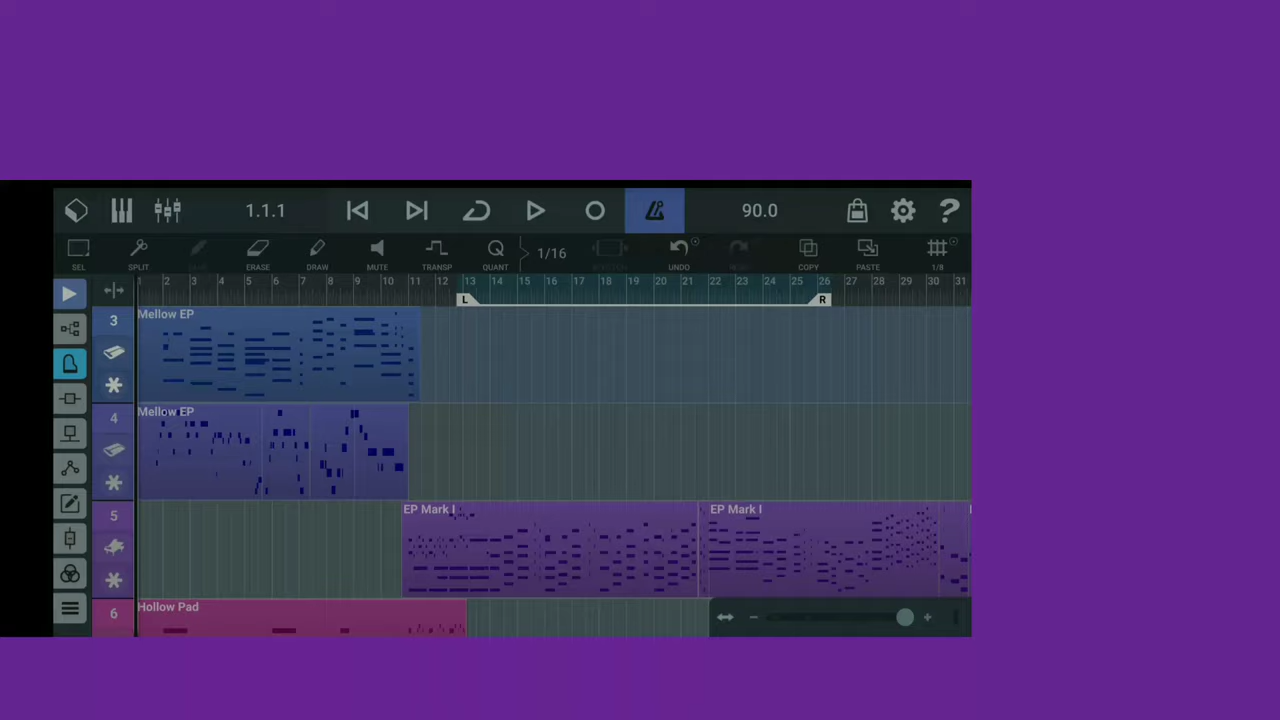 1.1.1 90.0 ?
SEL SPLIT ERASE DRAW MUTE TRANSP QUANT 1/16 UNDO COPY PASTE 1/8
1 2 3 4 5 6 7 8 9 10 11 12 13 14 15 16 17 18 19 20 21 22 23 24 25 26 27 28 29 30 31
L R
3 Mellow EP
4 Mellow EP
5 EP Mark I EP Mark I
6 Hollow Pad